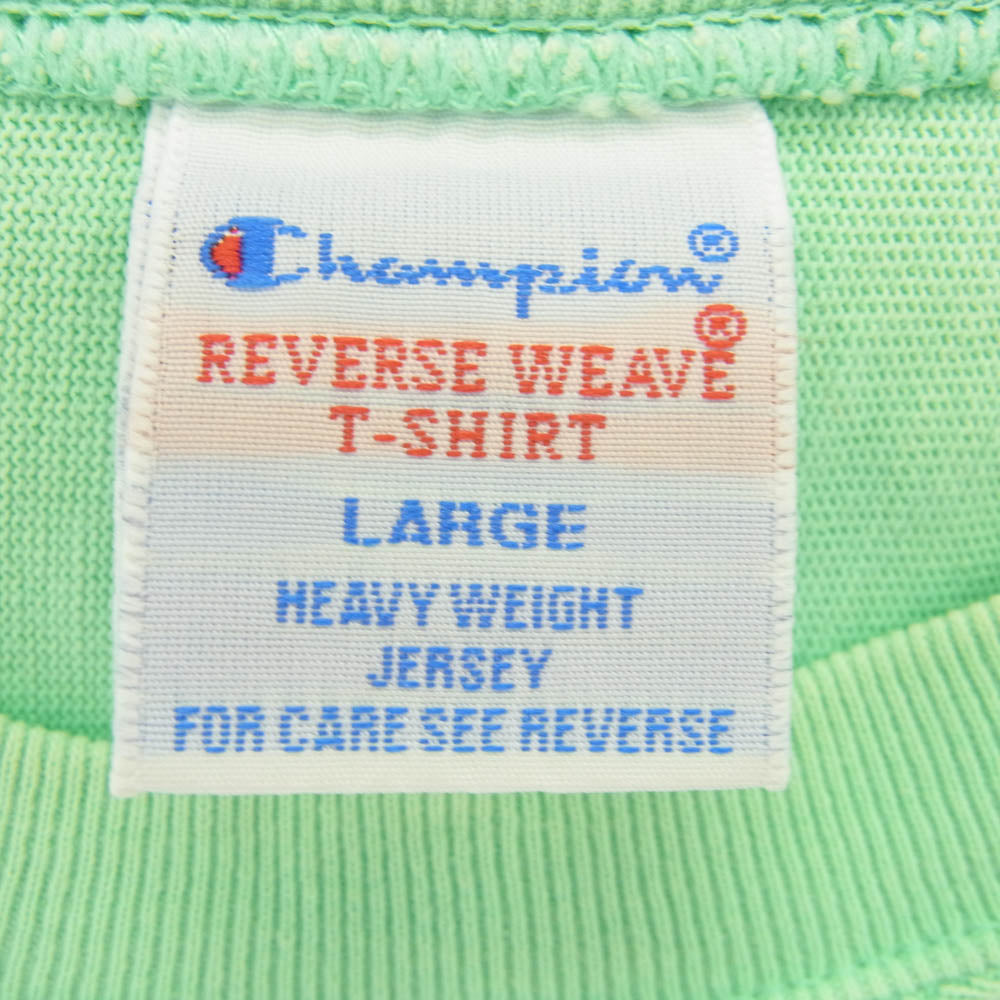 Champion®
REVERSE WEAVE®
T-SHIRT
LARGE
HEAVY WEIGHT
JERSEY
FOR CARE SEE REVERSE